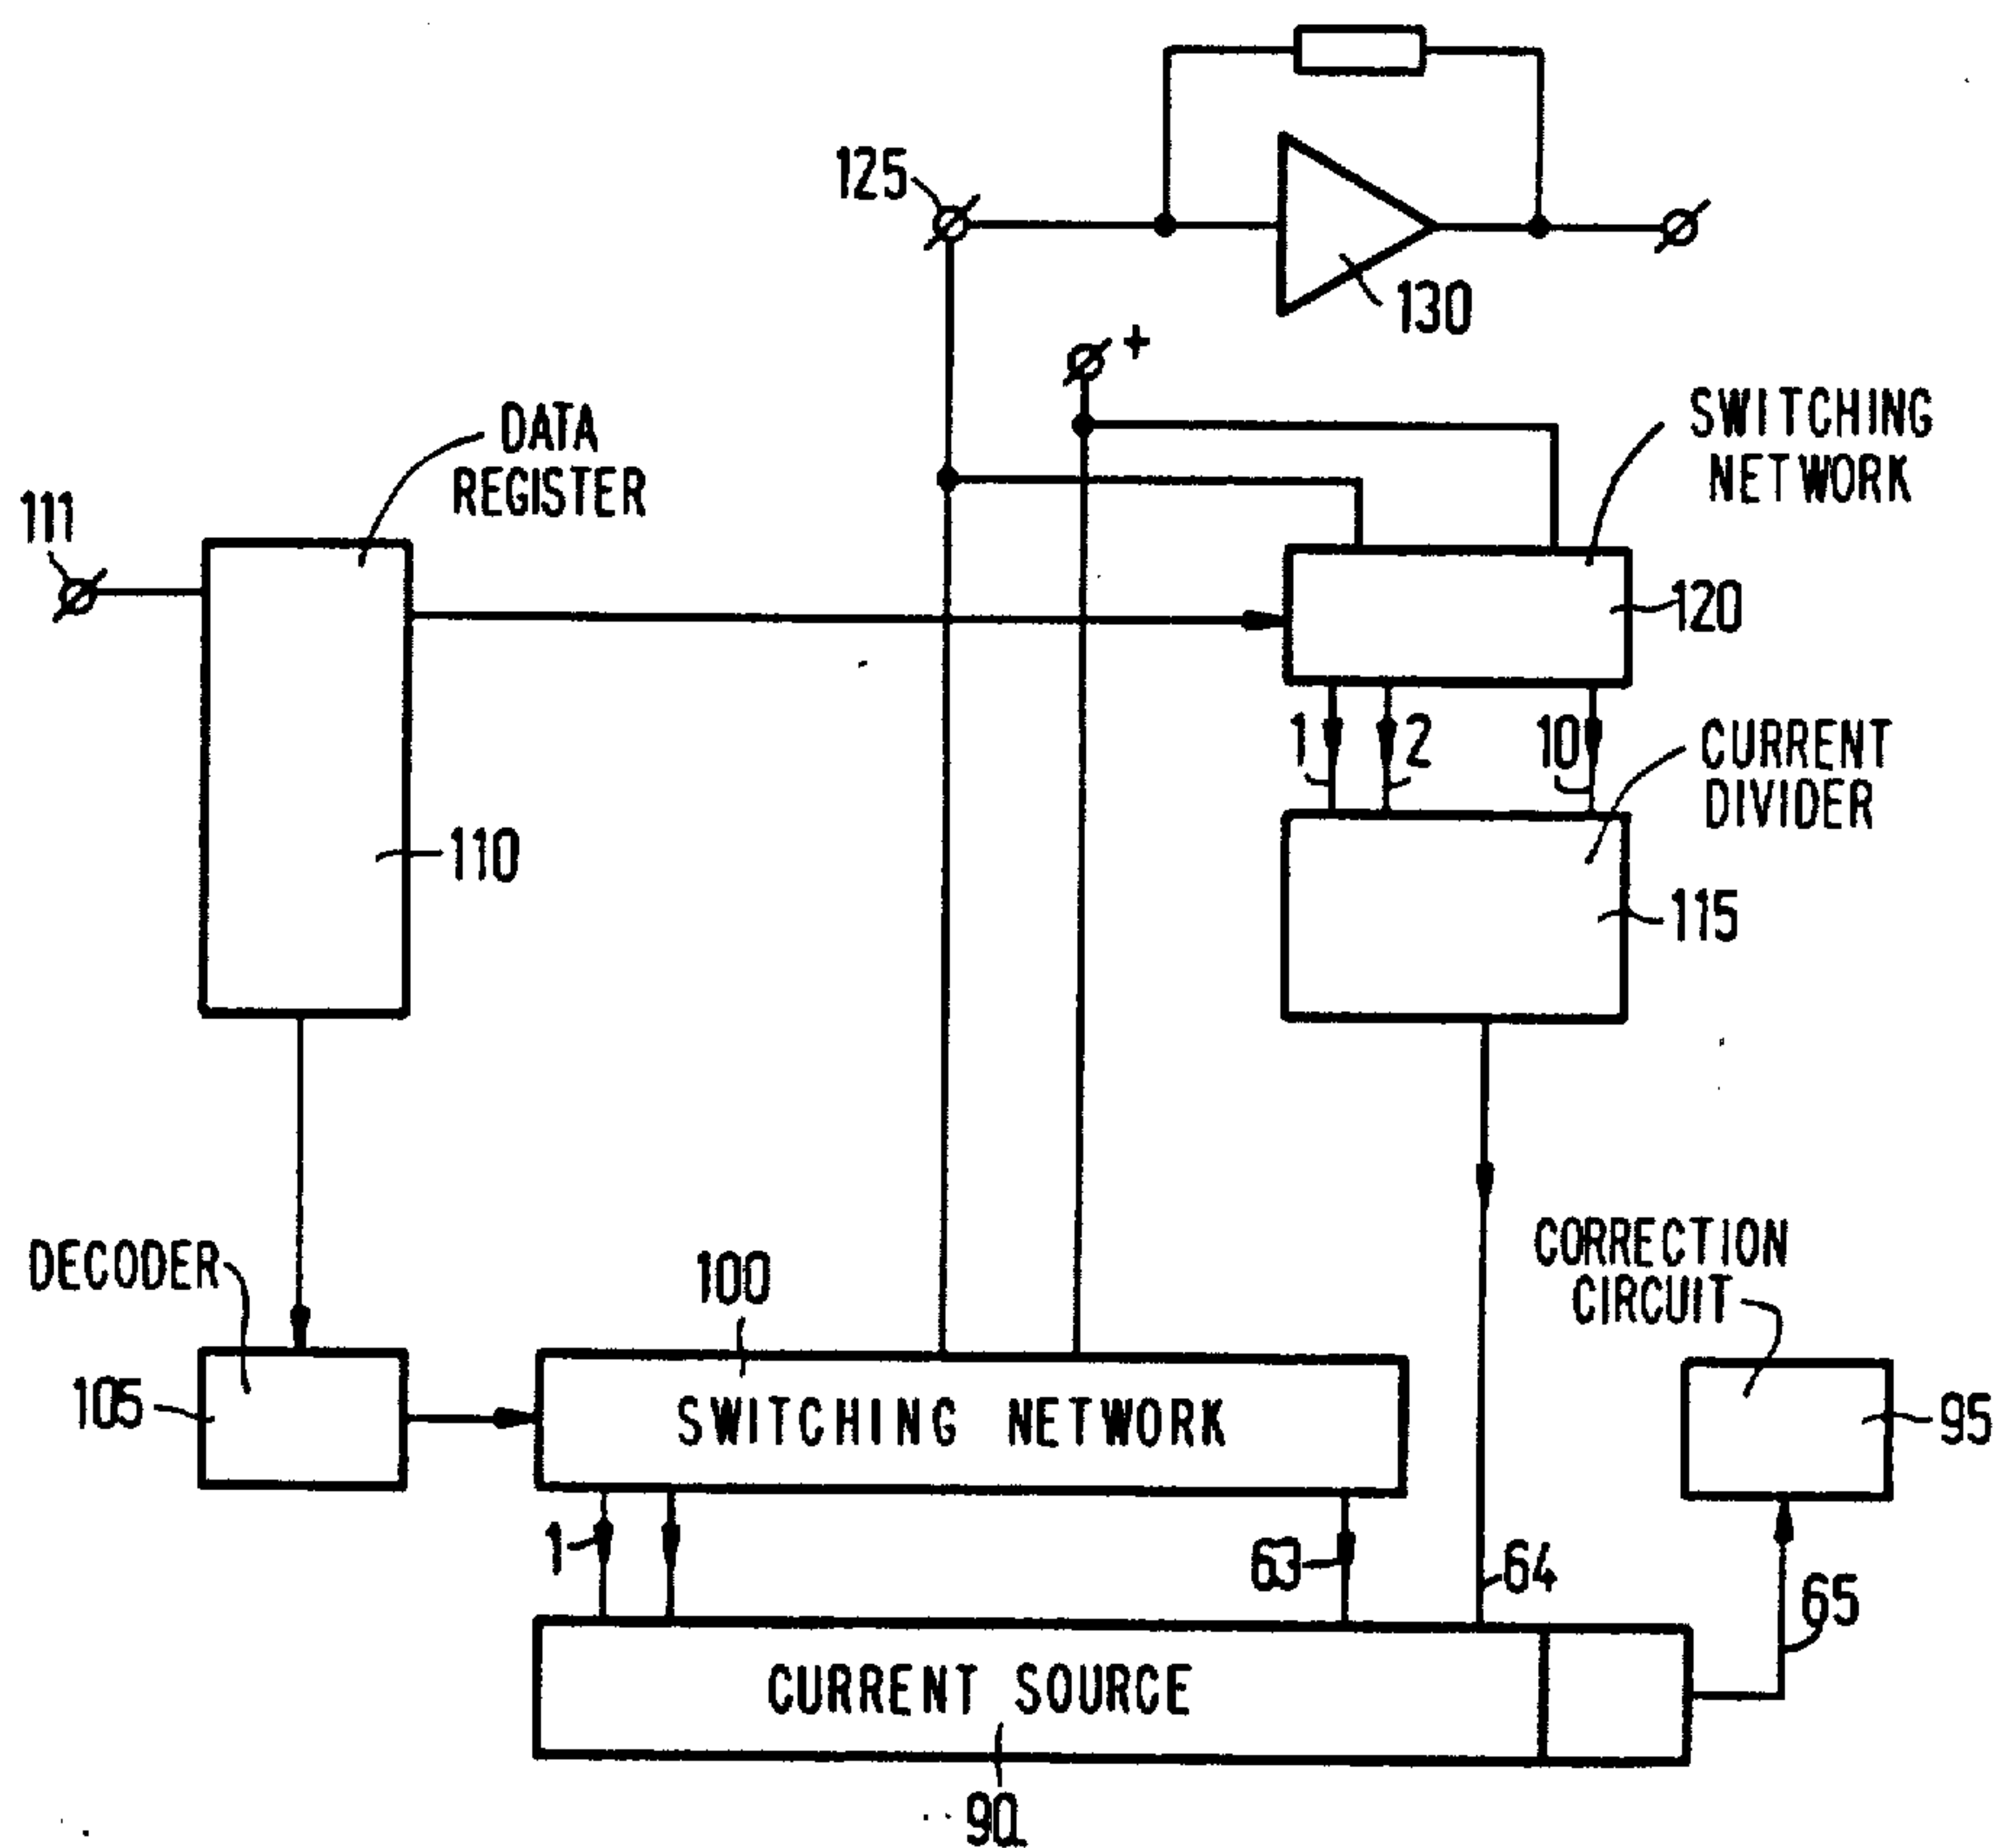 125
130
+
DATA
REGISTER
SWITCHING
NETWORK
111
120
1
2
10
CURRENT
DIVIDER
110
115
DECODER
100
CORRECTION
CIRCUIT
105
SWITCHING NETWORK
95
1
63
64
65
CURRENT SOURCE
90